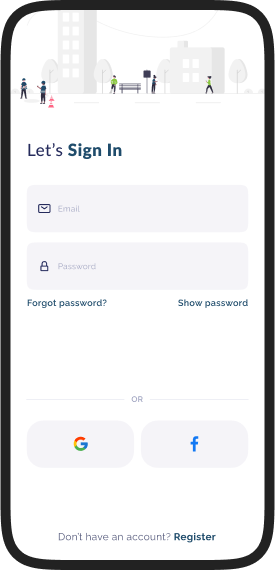 Let's Sign In
Email
Password
Forgot password? Show password
OR
Don't have an account? Register